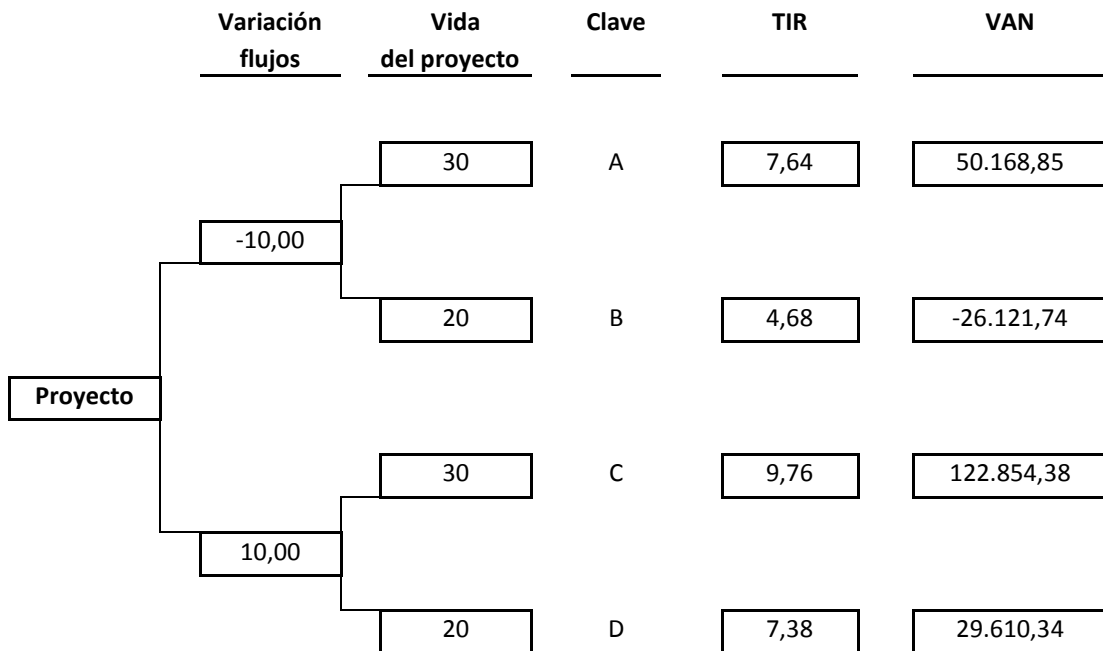 Variación Vida Clave TIR VAN
flujos del proyecto
30 A 7,64 50.168,85
-10,00
20 B 4,68 -26.121,74
Proyecto
30 C 9,76 122.854,38
10,00
20 D 7,38 29.610,34